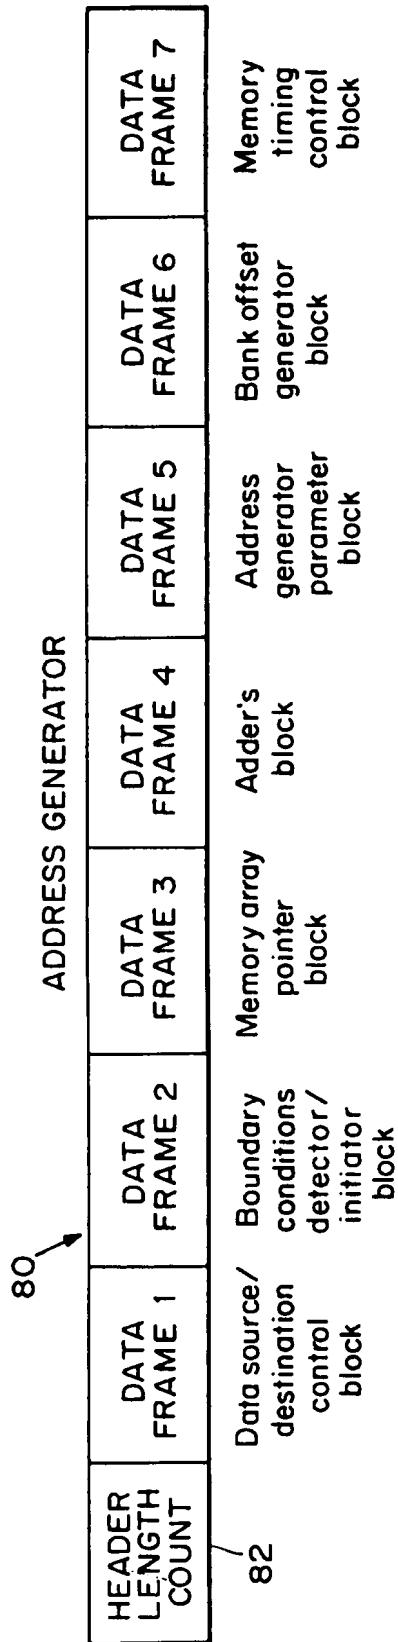 ADDRESS GENERATOR
80
HEADER
LENGTH
COUNT
82
DATA
FRAME 1
Data source/
destination
control
block
DATA
FRAME 2
Boundary
conditions
detector/
initiator
block
DATA
FRAME 3
Memory array
pointer
block
DATA
FRAME 4
Adder's
block
DATA
FRAME 5
Address
generator
parameter
block
DATA
FRAME 6
Bank offset
generator
block
DATA
FRAME 7
Memory
timing
control
block